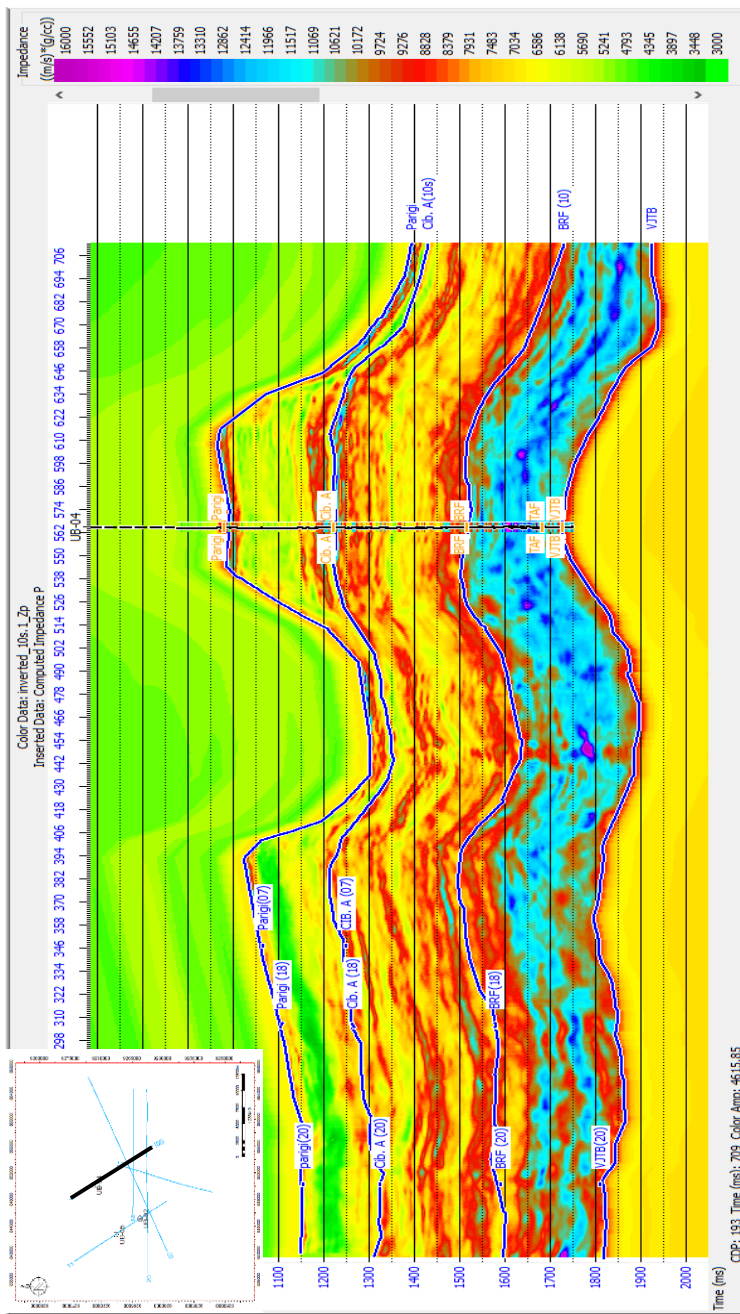 Impedance
((m/s)*(g/cc))
16000
15552
15103
14655
14207
13759
13310
12862
12414
11966
11517
11069
10621
10172
9724
9276
8828
8379
7931
7483
7034
6586
6138
5690
5241
4793
4345
3897
3448
3000
Color Data: inverted_10s.1_Zp
Inserted Data: Computed Impedance P
UB-04
298 310 322 334 346 358 370 382 394 406 418 430 442 454 466 478 490 502 514 526 538 550 562 574 586 598 610 622 634 646 658 670 682 694 706
Parigi Parigi
Parigi
Parigi(07)
Parigi (18)
parigi(20)
Cib. A Cib. A
Cib. A(10s)
CIB. A (07)
Cib. A (18)
Cib. A (20)
BRF BRF
BRF (10)
BRF(18)
BRF (20)
TAF TAF
VJTB VJTB
VJTB
VJTB(20)
1100
1200
1300
1400
1500
1600
1700
1800
1900
2000
Time (ms)
CDP: 193 Time (ms): 709 Color Amp: 4615.85